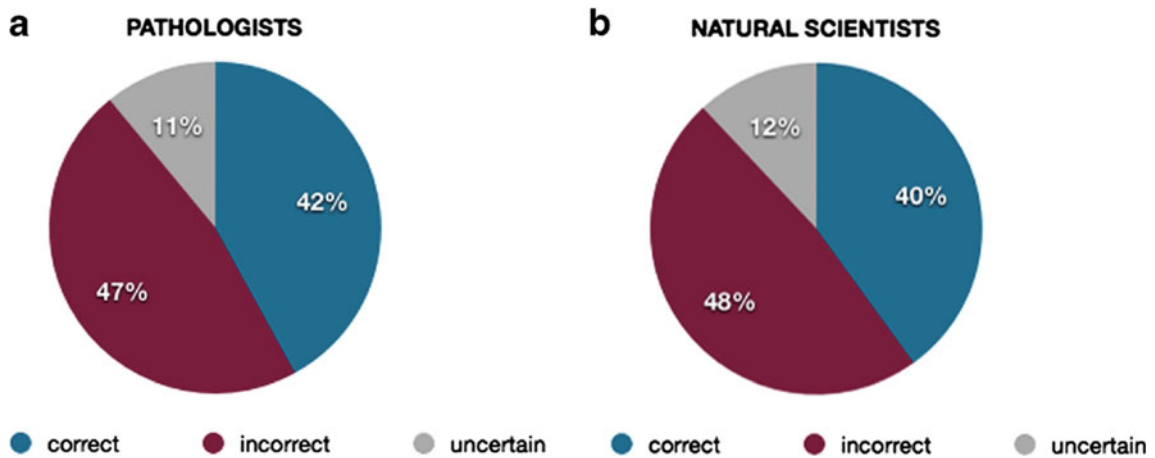 a PATHOLOGISTS
11%
42%
47%
correct incorrect uncertain
b NATURAL SCIENTISTS
12%
40%
48%
correct incorrect uncertain